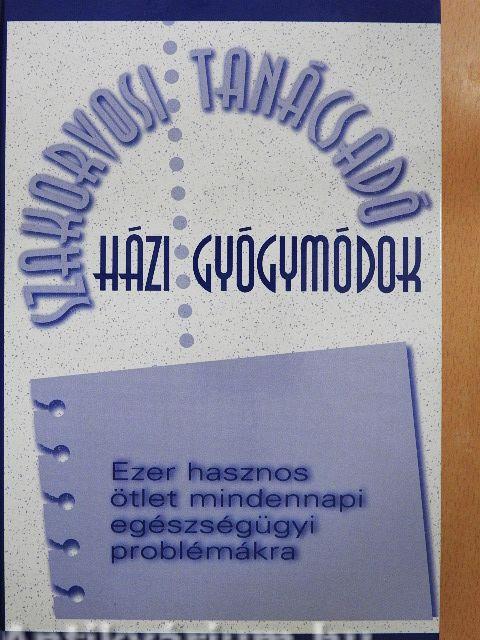 SZAKORVOSI TANÁCSADÓ
HÁZI GYÓGYMÓDOK
Ezer hasznos
ötlet mindennapi
egészségügyi
problémákra